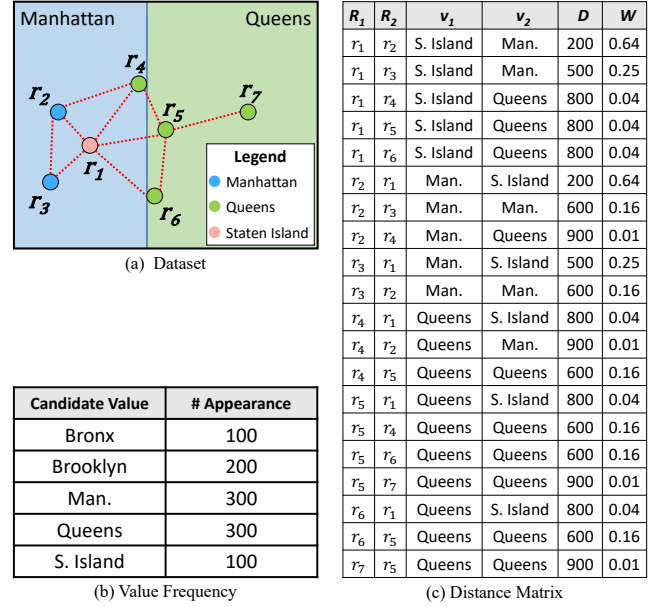 Manhattan Queens
r4
r2
r7
r5
r1
r3
r6
Legend
Manhattan
Queens
Staten Island
(a) Dataset
Candidate Value # Appearance
Bronx 100
Brooklyn 200
Man. 300
Queens 300
S. Island 100
(b) Value Frequency
R1 R2 v1 v2 D W
r1 r2 S. Island Man. 200 0.64
r1 r3 S. Island Man. 500 0.25
r1 r4 S. Island Queens 800 0.04
r1 r5 S. Island Queens 800 0.04
r1 r6 S. Island Queens 800 0.04
r2 r1 Man. S. Island 200 0.64
r2 r3 Man. Man. 600 0.16
r2 r4 Man. Queens 900 0.01
r3 r1 Man. S. Island 500 0.25
r3 r2 Man. Man. 600 0.16
r4 r1 Queens S. Island 800 0.04
r4 r2 Queens Man. 900 0.01
r4 r5 Queens Queens 600 0.16
r5 r1 Queens S. Island 800 0.04
r5 r4 Queens Queens 600 0.16
r5 r6 Queens Queens 600 0.16
r5 r7 Queens Queens 900 0.01
r6 r1 Queens S. Island 800 0.04
r6 r5 Queens Queens 600 0.16
r7 r5 Queens Queens 900 0.01
(c) Distance Matrix